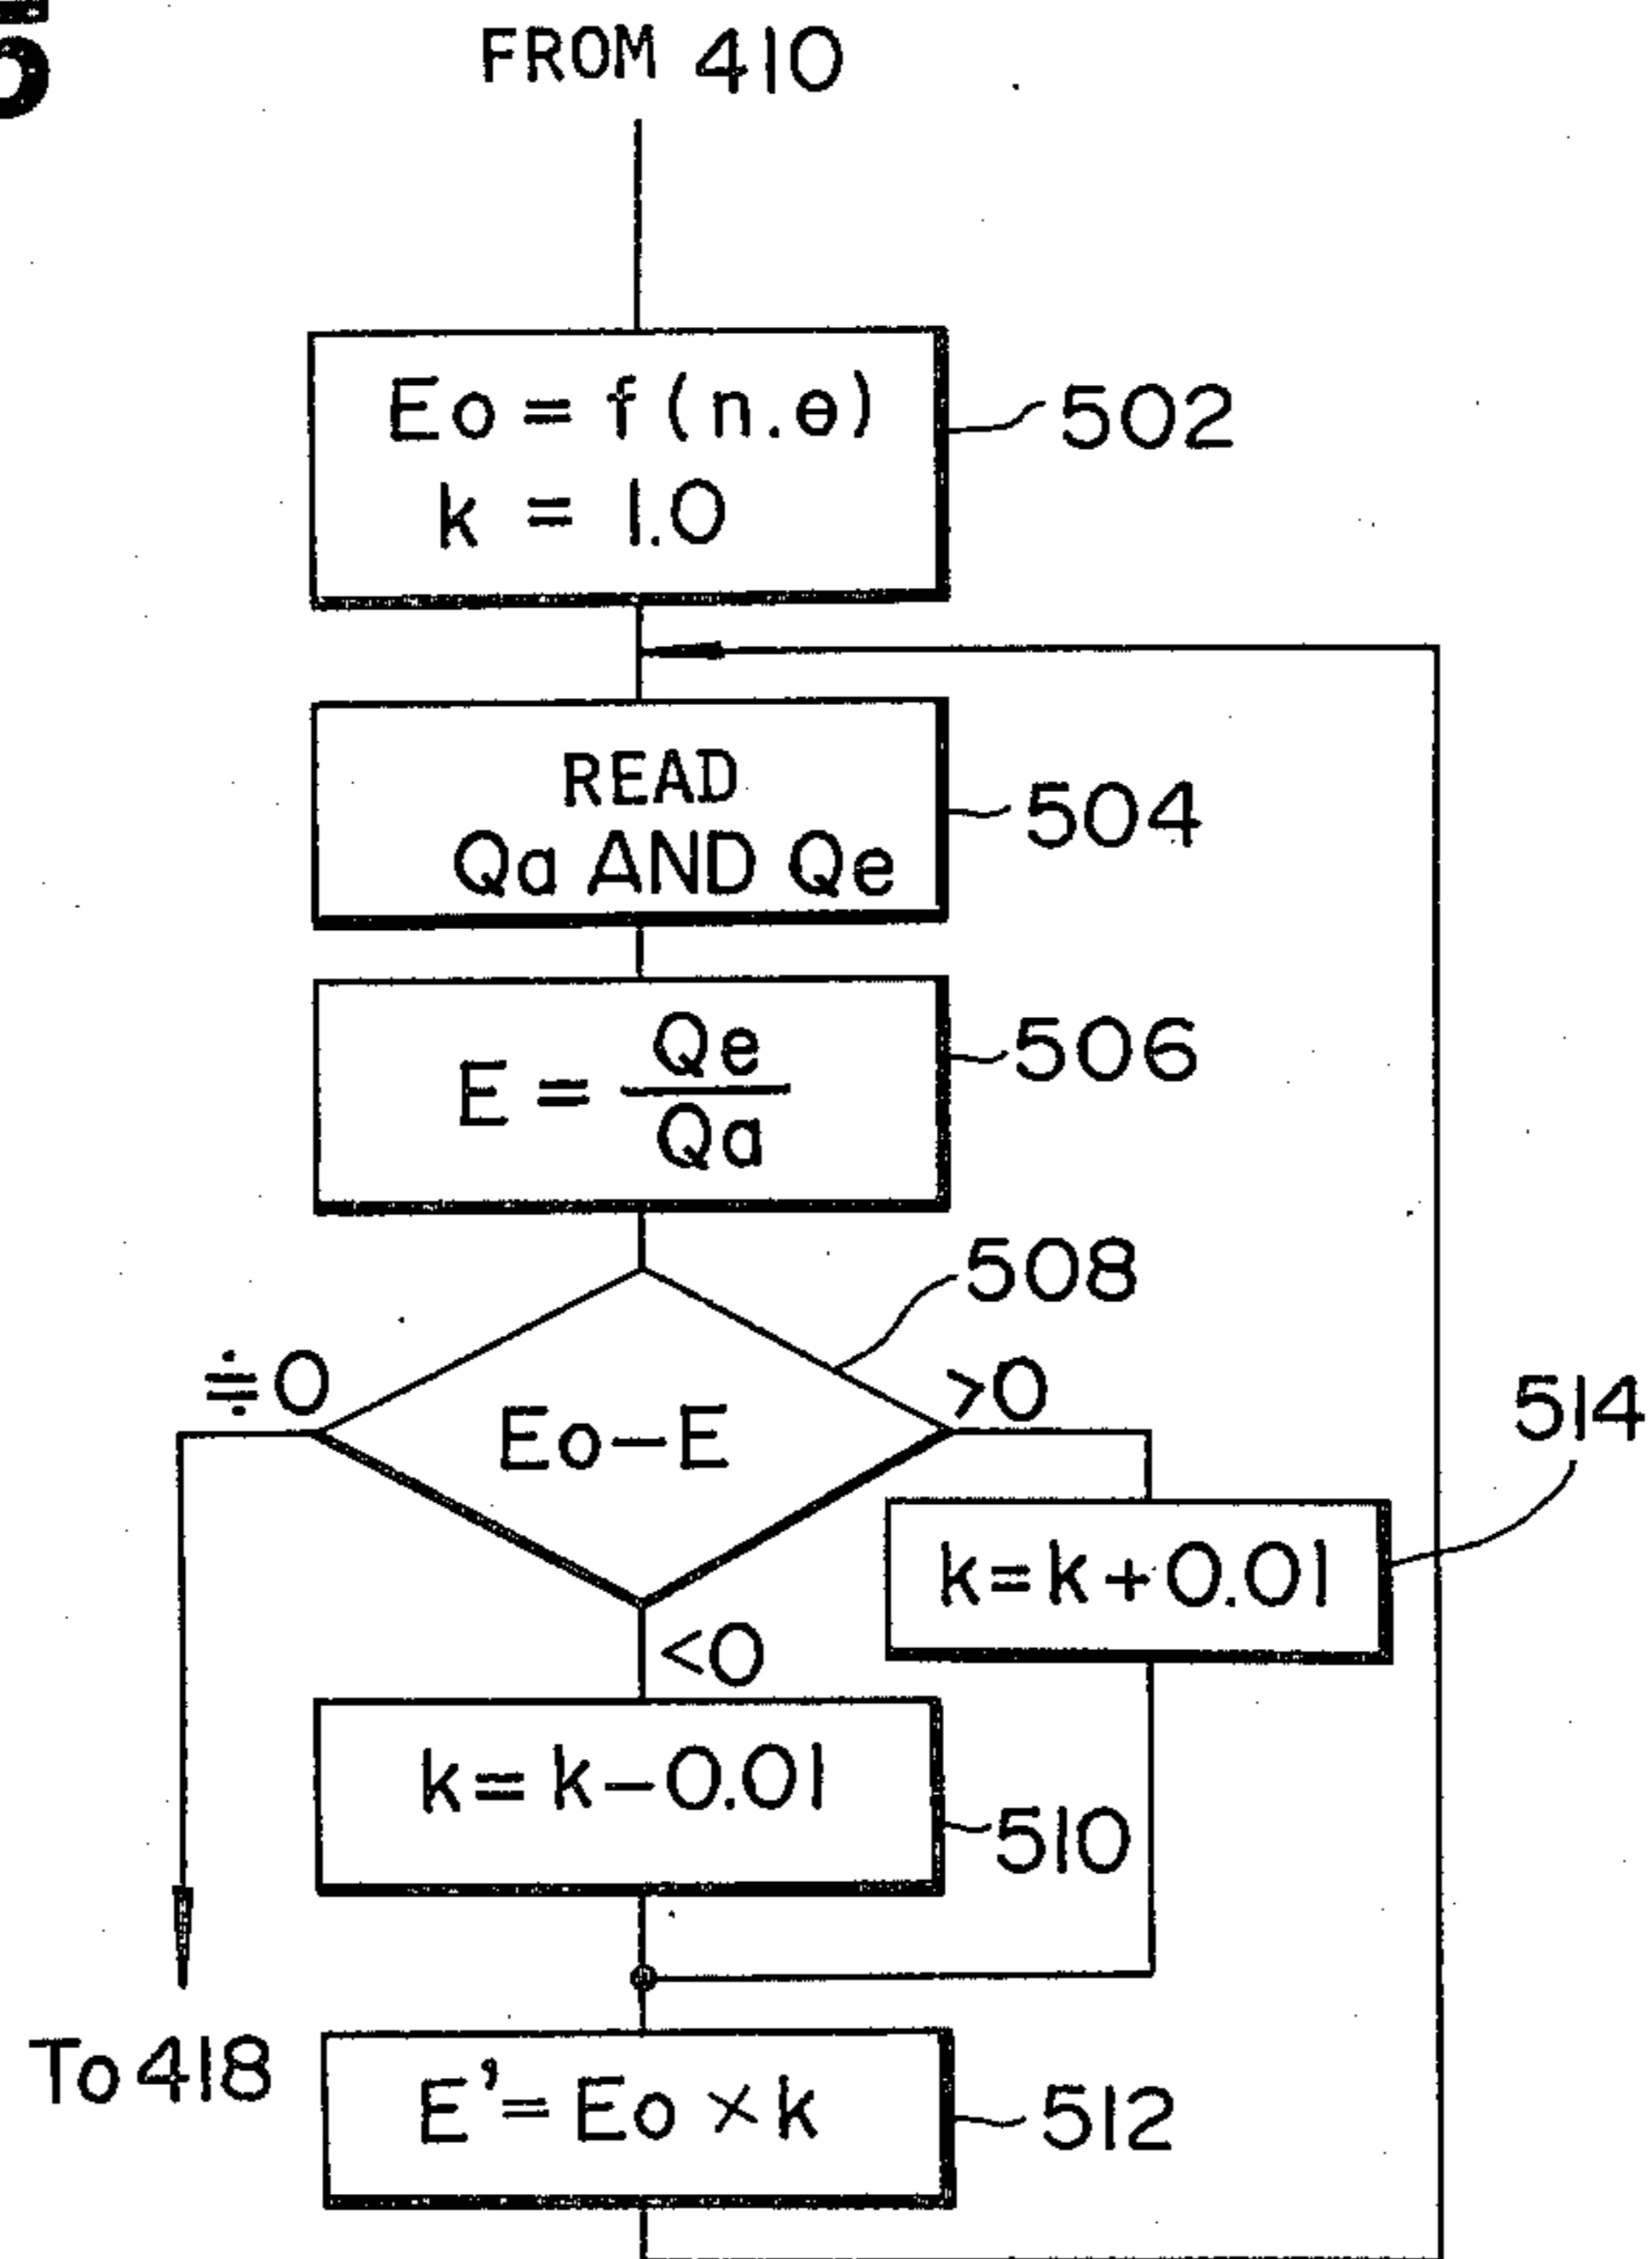 5
FROM 410
Eo = f (n.θ)
k = 1.0
502
READ
Qa AND Qe
504
E = Qe/Qa
506
508
≑0
Eo-E
>0
514
k=k+0.01
<0
k=k-0.01
510
To 418
E'= Eo × k
512